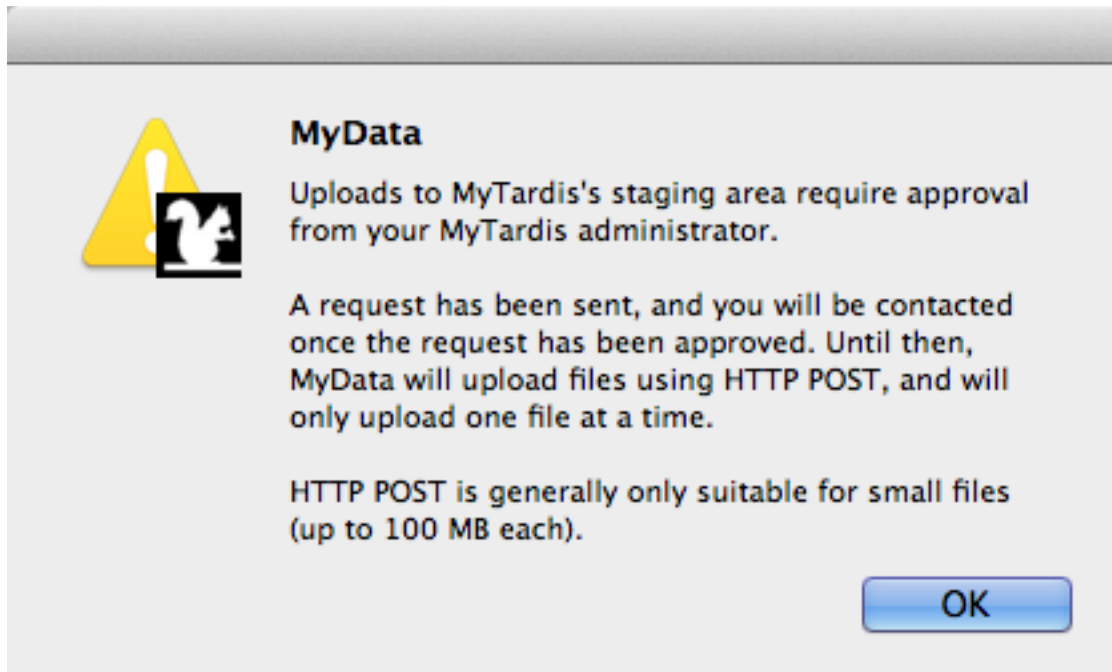 MyData
Uploads to MyTardis's staging area require approval
from your MyTardis administrator.
A request has been sent, and you will be contacted
once the request has been approved. Until then,
MyData will upload files using HTTP POST, and will
only upload one file at a time.
HTTP POST is generally only suitable for small files
(up to 100 MB each).
OK